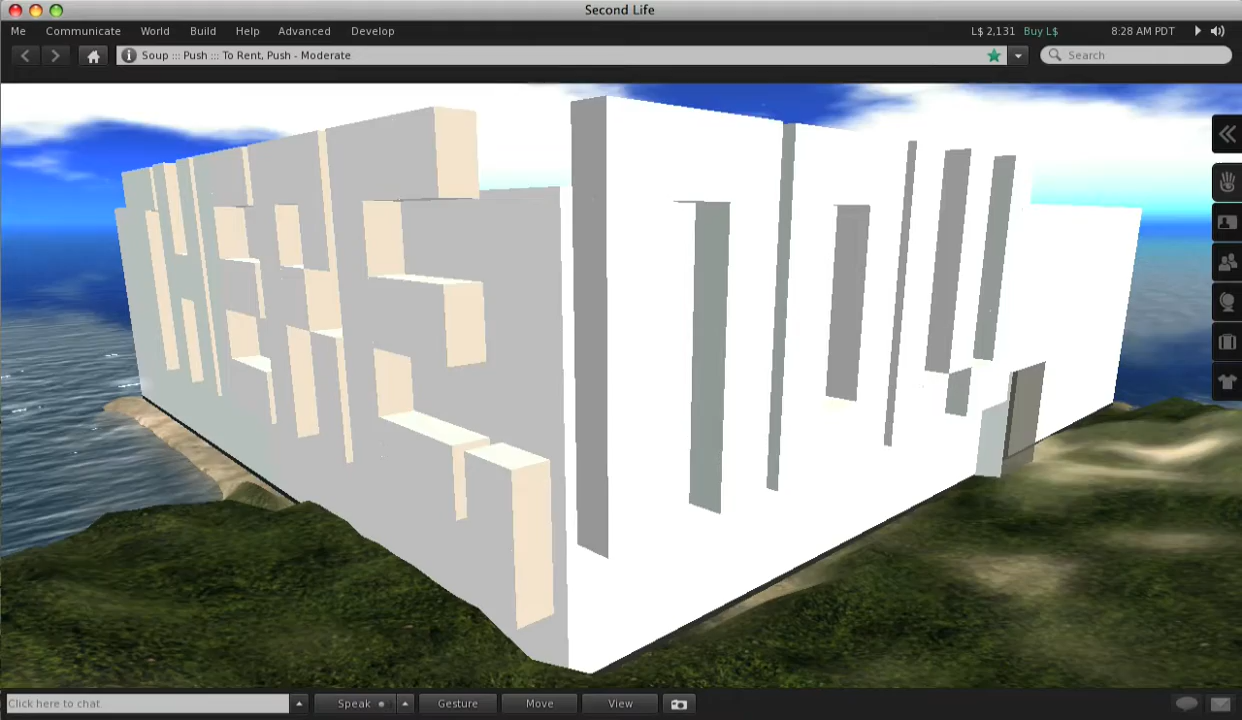 Second Life
Me Communicate World Build Help Advanced Develop L$ 2,131 Buy L$ 8:28 AM PDT
Soup ::: Push ::: To Rent, Push - Moderate Search
Click here to chat. Speak Gesture Move View